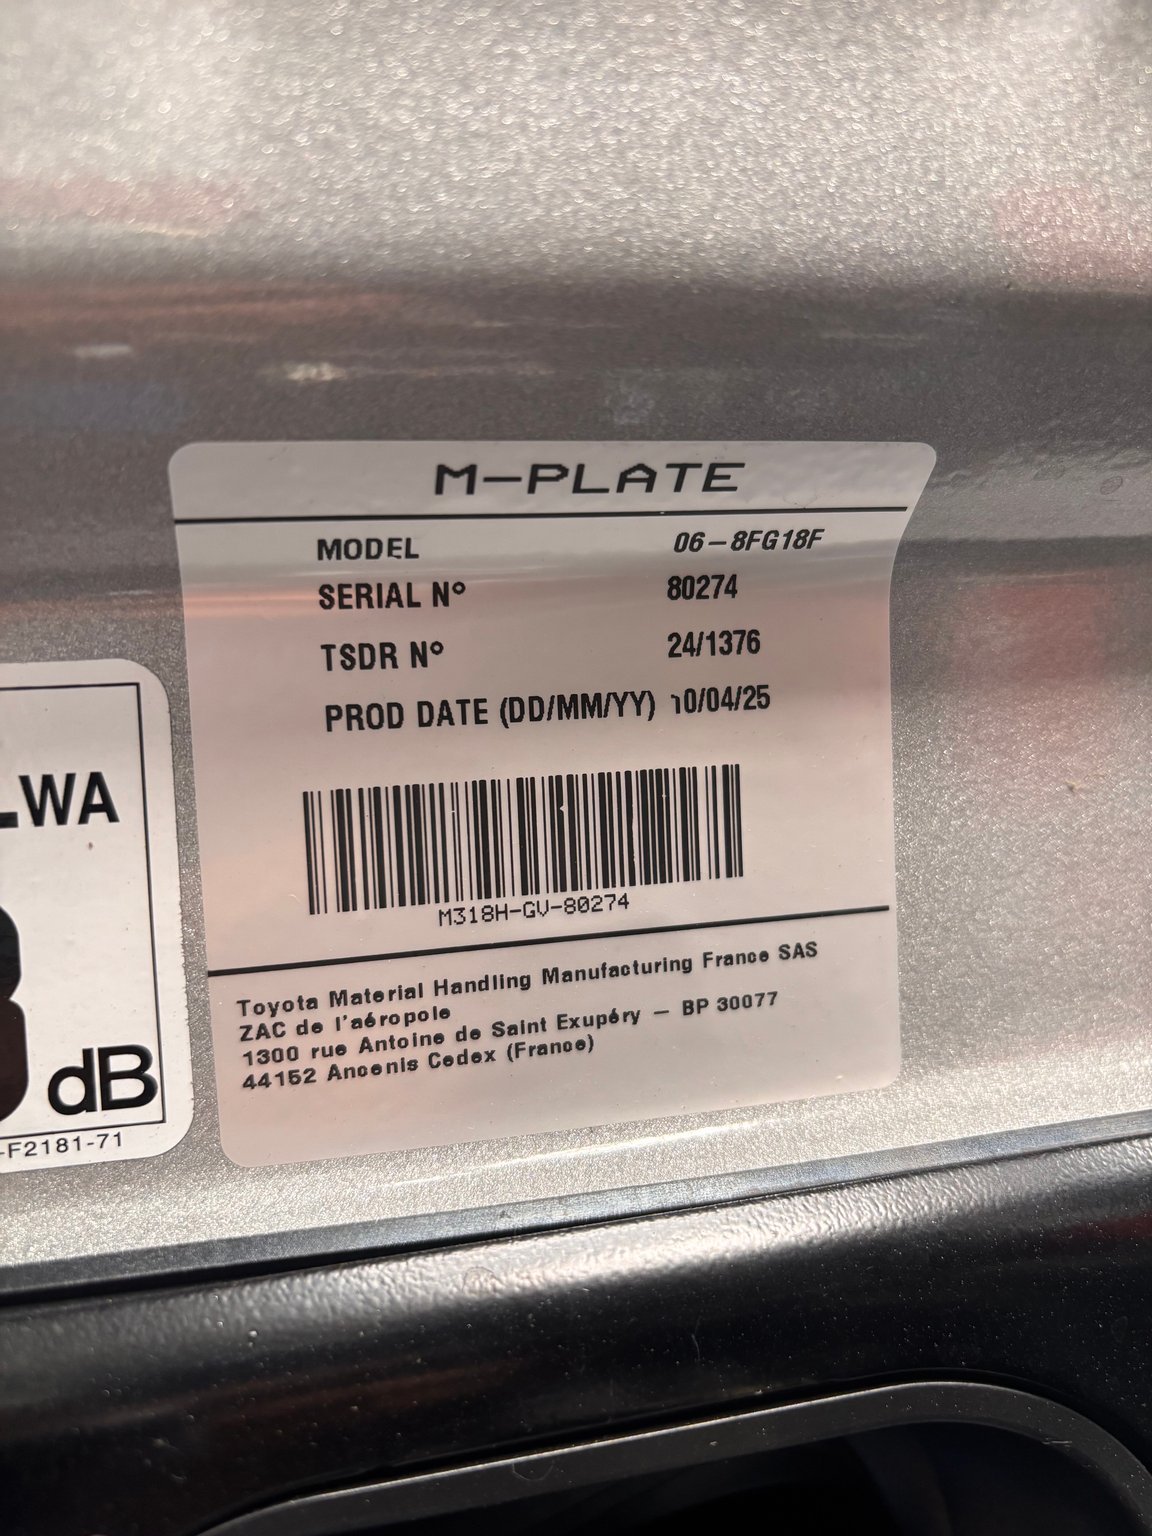 M-PLATE
MODEL 06-8FG18F
SERIAL Nº 80274
TSDR Nº 24/1376
PROD DATE (DD/MM/YY) 10/04/25
M318H-GV-80274
Toyota Material Handling Manufacturing France SAS
ZAC de l'aéropole
1300 rue Antoine de Saint Exupéry - BP 30077
44152 Ancenis Cedex (France)
LWA
dB
-F2181-71